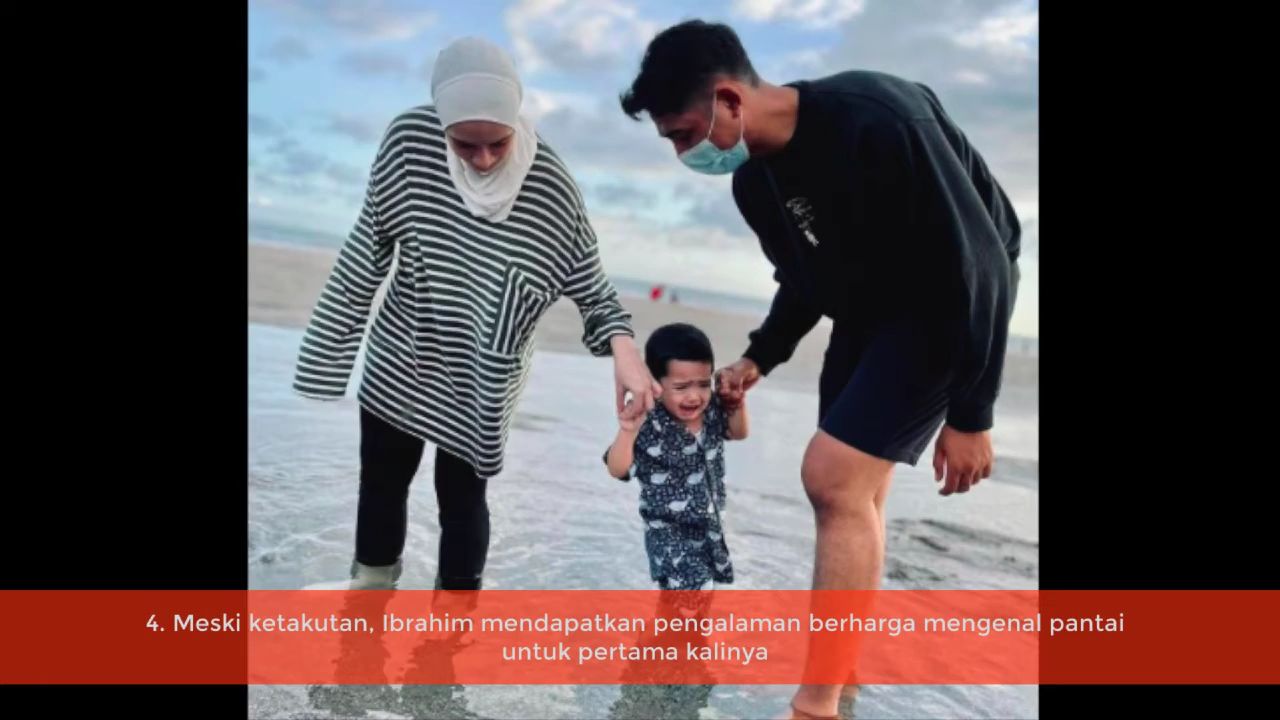 4. Meski ketakutan, Ibrahim mendapatkan pengalaman berharga mengenal pantai
untuk pertama kalinya